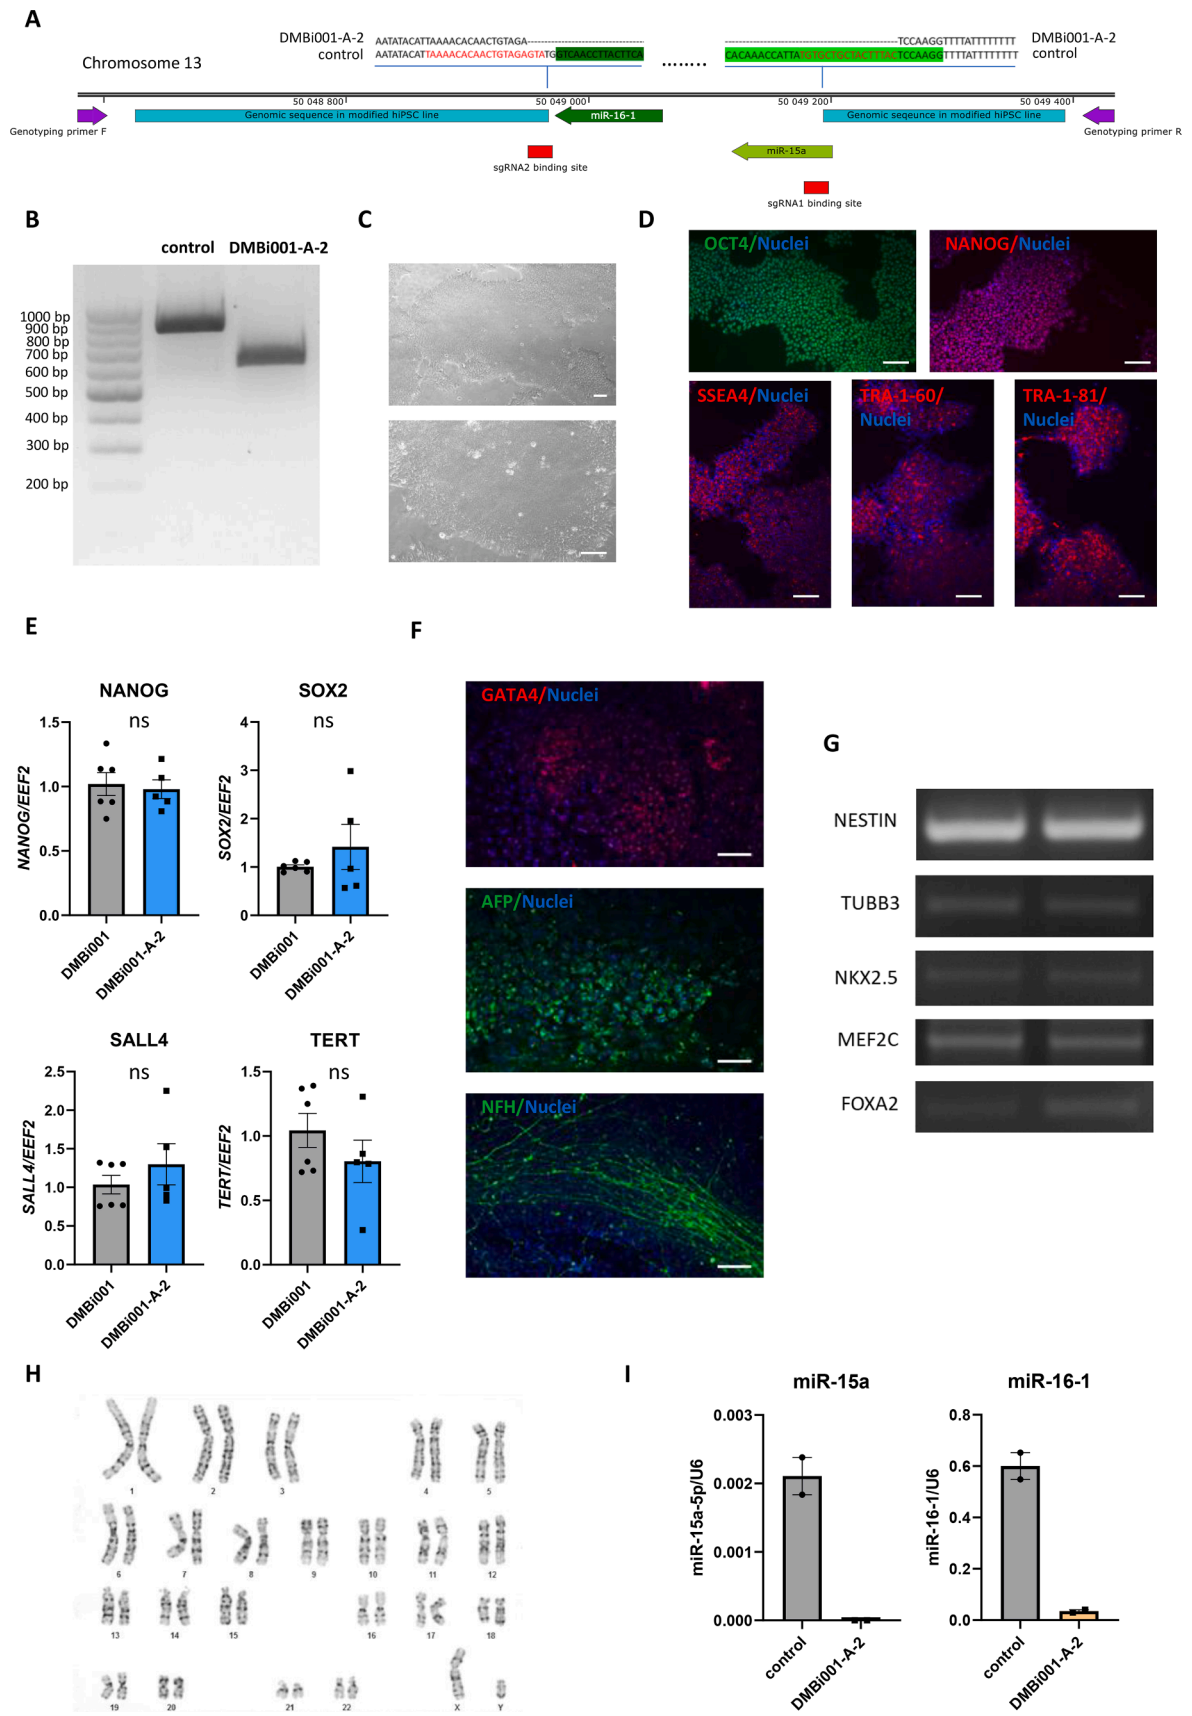 A
DMBi001-A-2 AATATACATTAAAACACAACTGTAGA TCCAAGGTTTTATTTTTTTT DMBi001-A-2
control AATATACATTAAAACACAACTGTAGAGTATGGTCAACCTTACTTCA ........ CACAAACCATTATGTGCTGCTACTTTACTCCAAGGTTTTATTTTTTTT control
Chromosome 13
50 048 800 50 049 000 50 049 200 50 049 400
Genomic sequence in modified hiPSC line miR-16-1 Genomic seqeunce in modified hiPSC line
Genotyping primer F Genotyping primer R
miR-15a
sgRNA2 binding site
sgRNA1 binding site
B
control DMBi001-A-2
1000 bp
900 bp
800 bp
700 bp
600 bp
500 bp
400 bp
300 bp
200 bp
C
D
OCT4/Nuclei NANOG/Nuclei
SSEA4/Nuclei TRA-1-60/ TRA-1-81/
Nuclei Nuclei
E
NANOG SOX2
ns ns
NANOG/EEF2
1.5
1.0
0.5
0.0
DMBi001 DMBi001-A-2
SOX2/EEF2
4
3
2
1
0
DMBi001 DMBi001-A-2
SALL4 TERT
ns ns
SALL4/EEF2
2.5
2.0
1.5
1.0
0.5
0.0
DMBi001 DMBi001-A-2
TERT/EEF2
1.5
1.0
0.5
0.0
DMBi001 DMBi001-A-2
F
GATA4/Nuclei
AFP/Nuclei
NFH/Nuclei
G
NESTIN
TUBB3
NKX2.5
MEF2C
FOXA2
H
1 2 3 4 5
6 7 8 9 10 11 12
13 14 15 16 17 18
19 20 21 22 X Y
I
miR-15a miR-16-1
miR-15a-5p/U6
0.003
0.002
0.001
0.000
control DMBi001-A-2
miR-16-1/U6
0.8
0.6
0.4
0.2
0.0
control DMBi001-A-2